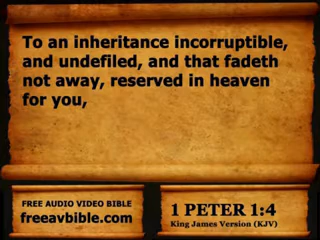 To an inheritance incorruptible,
and undefiled, and that fadeth
not away, reserved in heaven
for you,
FREE AUDIO VIDEO BIBLE
freeavbible.com
1 PETER 1:4
King James Version (KJV)